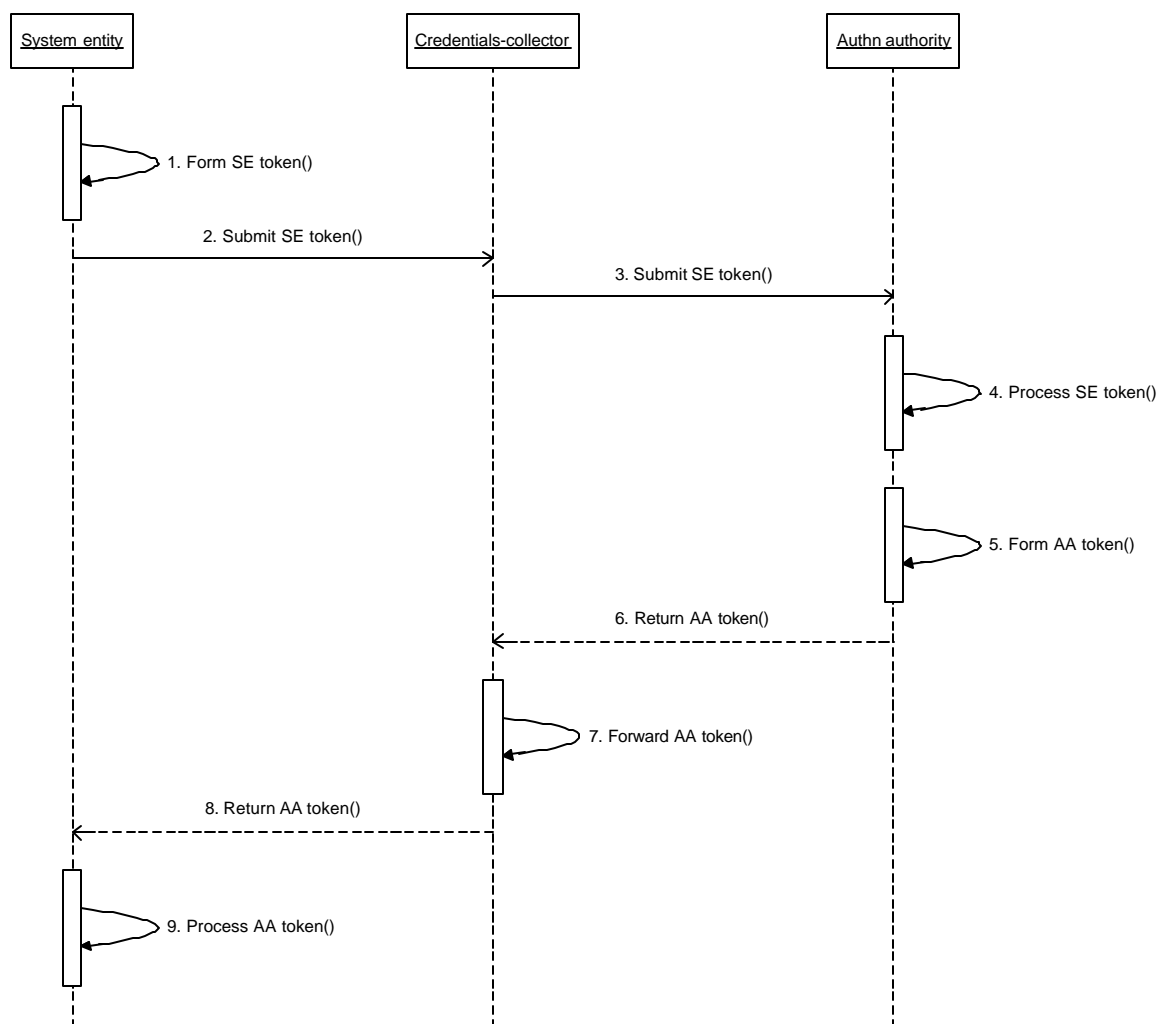 System entity
Credentials-collector
Authn authority
1. Form SE token()
2. Submit SE token()
3. Submit SE token()
4. Process SE token()
5. Form AA token()
6. Return AA token()
7. Forward AA token()
8. Return AA token()
9. Process AA token()